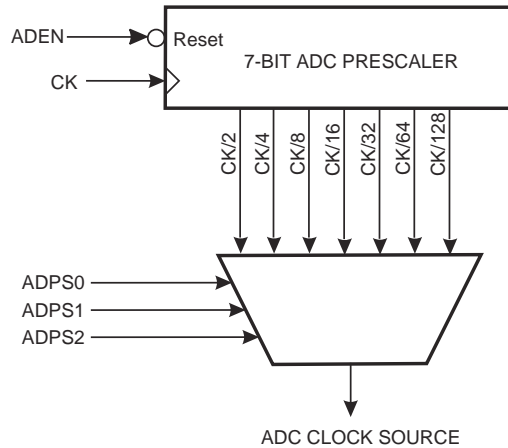 ADEN
Reset
7-BIT ADC PRESCALER
CK
CK/2
CK/4
CK/8
CK/16
CK/32
CK/64
CK/128
ADPS0
ADPS1
ADPS2
ADC CLOCK SOURCE